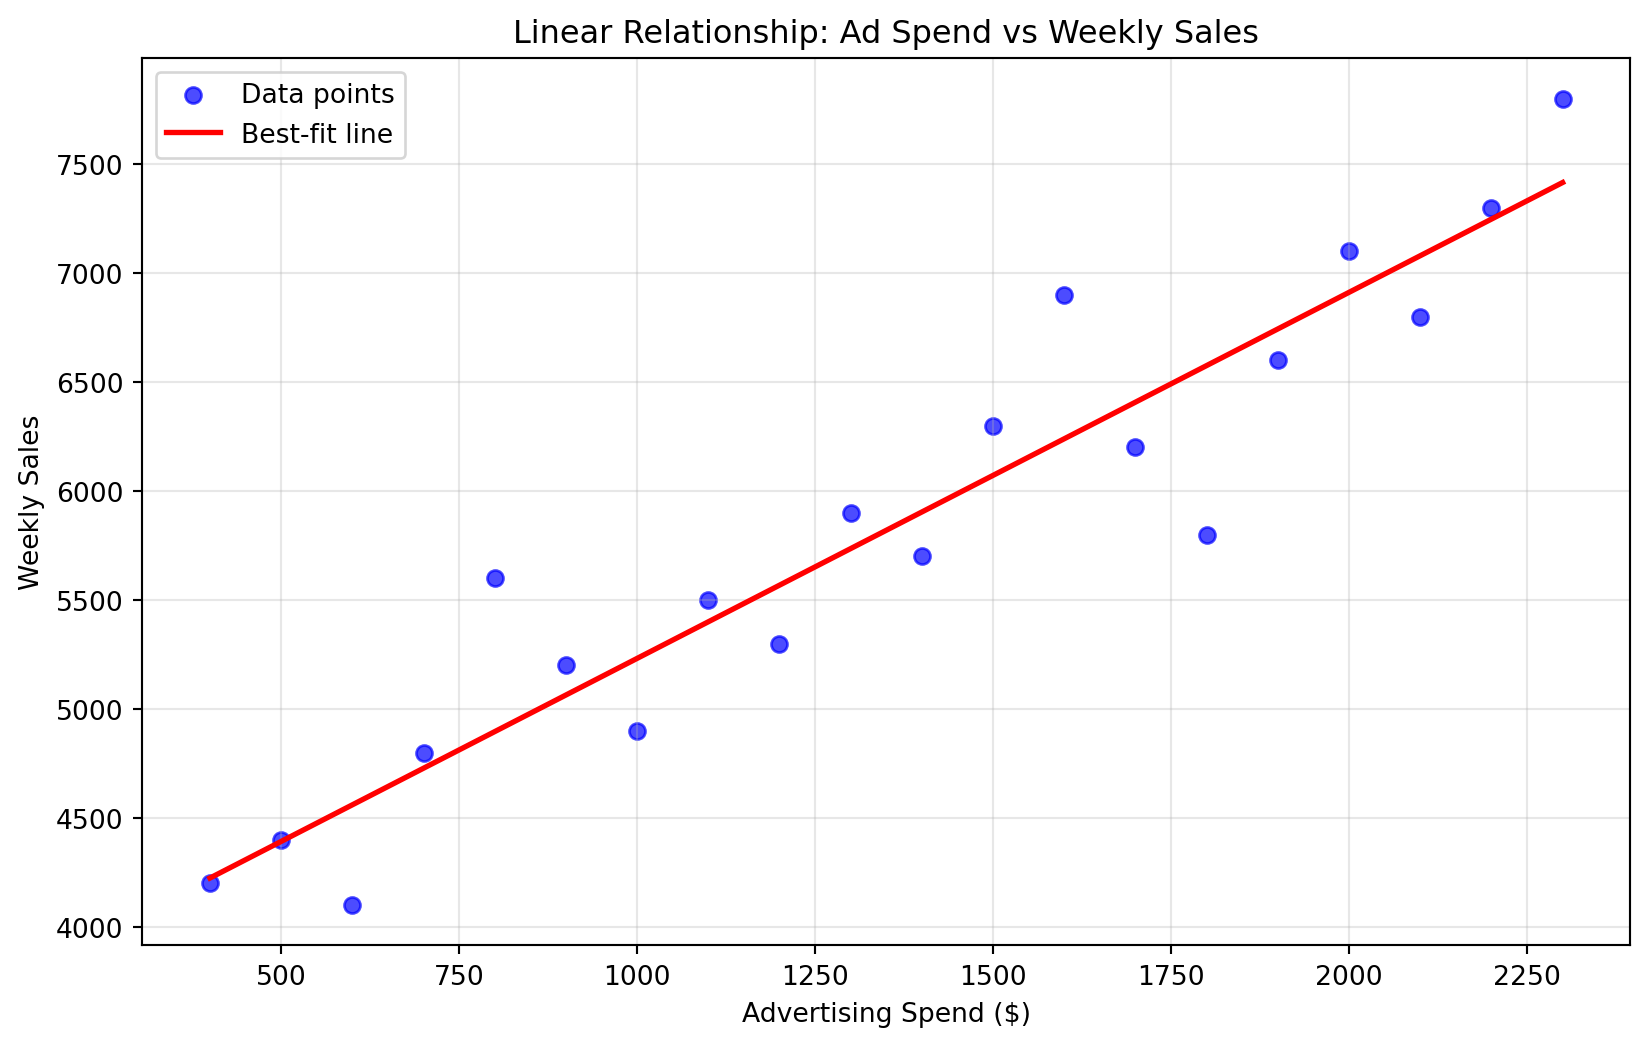 Linear Relationship: Ad Spend vs Weekly Sales
Data points
Best-fit line
7500
7000
6500
6000
5500
5000
4500
4000
Weekly Sales
500 750 1000 1250 1500 1750 2000 2250
Advertising Spend ($)